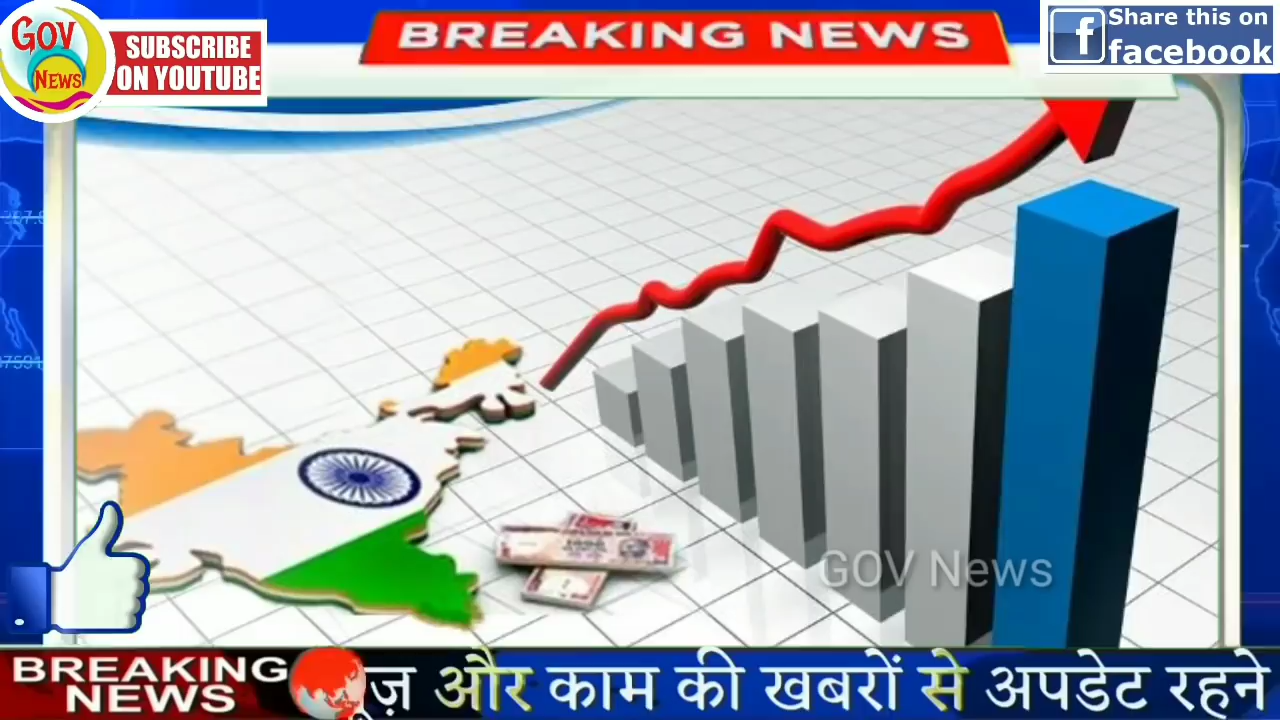 GOV
NEWS
SUBSCRIBE
ON YOUTUBE
BREAKING NEWS
Share this on
facebook
GOV News
BREAKING
NEWS
और काम की खबरों से अपडेट रहने